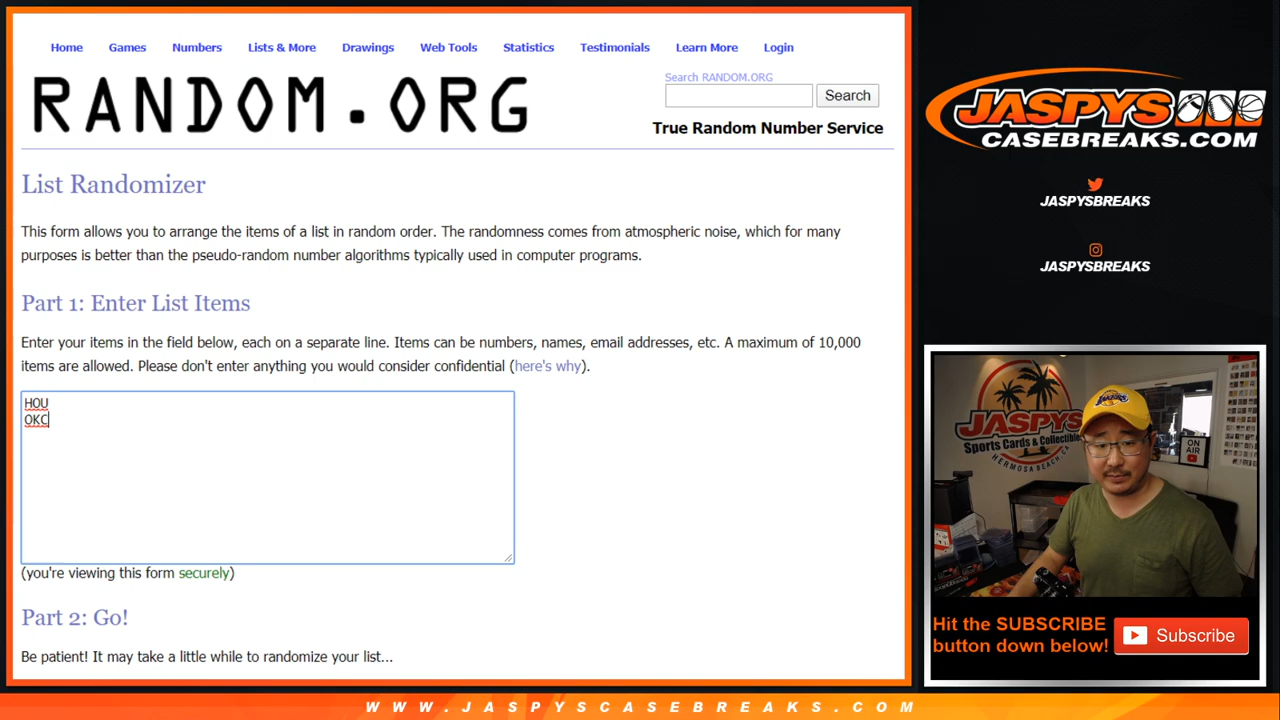 Home Games Numbers Lists & More Drawings Web Tools Statistics Testimonials Learn More Login
RANDOM.ORG
Search RANDOM.ORG
Search
True Random Number Service
List Randomizer
This form allows you to arrange the items of a list in random order. The randomness comes from atmospheric noise, which for many
purposes is better than the pseudo-random number algorithms typically used in computer programs.
Part 1: Enter List Items
Enter your items in the field below, each on a separate line. Items can be numbers, names, email addresses, etc. A maximum of 10,000
items are allowed. Please don't enter anything you would consider confidential (here's why).
HOU
OKC
(you're viewing this form securely)
Part 2: Go!
Be patient! It may take a little while to randomize your list...
JASPYS
CASEBREAKS.COM
JASPYSBREAKS
JASPYSBREAKS
JASPYS
Sports Cards & Collectibles
HERMOSA BEACH, CA
ON
AIR
LAKERS
Hit the SUBSCRIBE
button down below!
Subscribe
WWW.JASPYSCASEBREAKS.COM